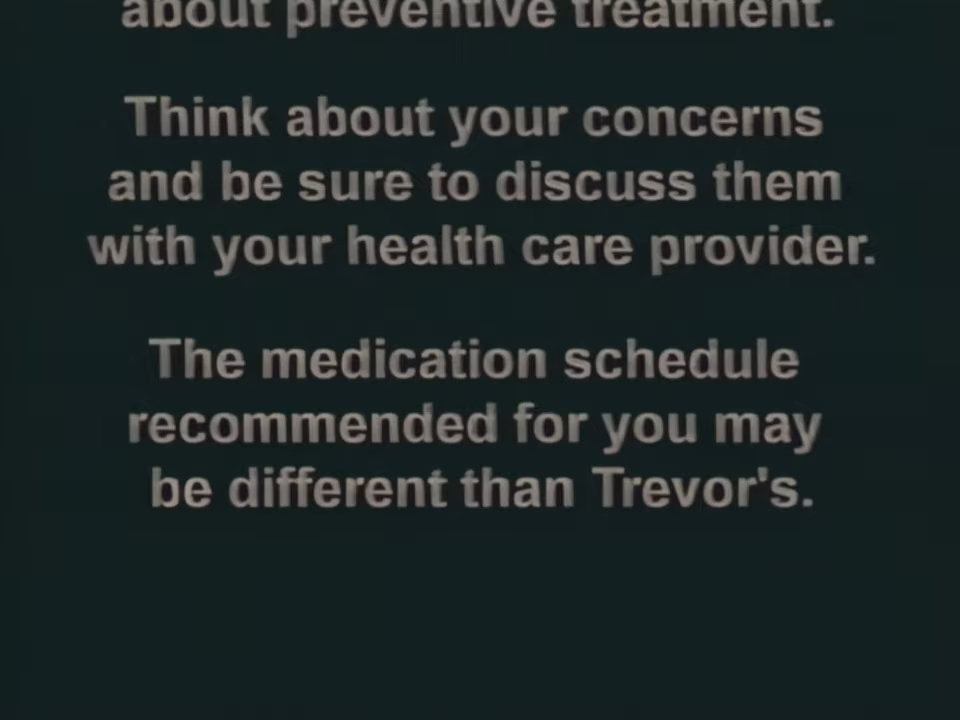 about preventive treatment.
Think about your concerns
and be sure to discuss them
with your health care provider.
The medication schedule
recommended for you may
be different than Trevor's.